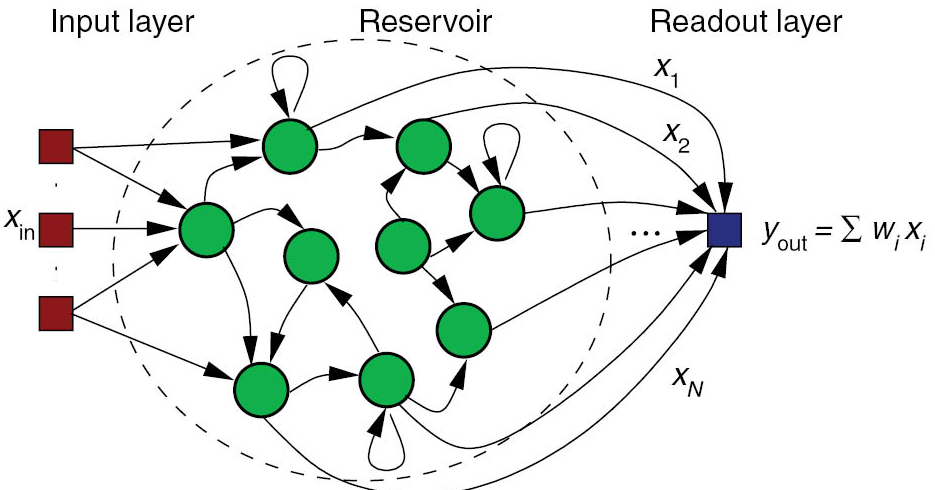 Input layer
Reservoir
Readout layer
x1
x2
xin
...
yout = ∑ wi xi
xN